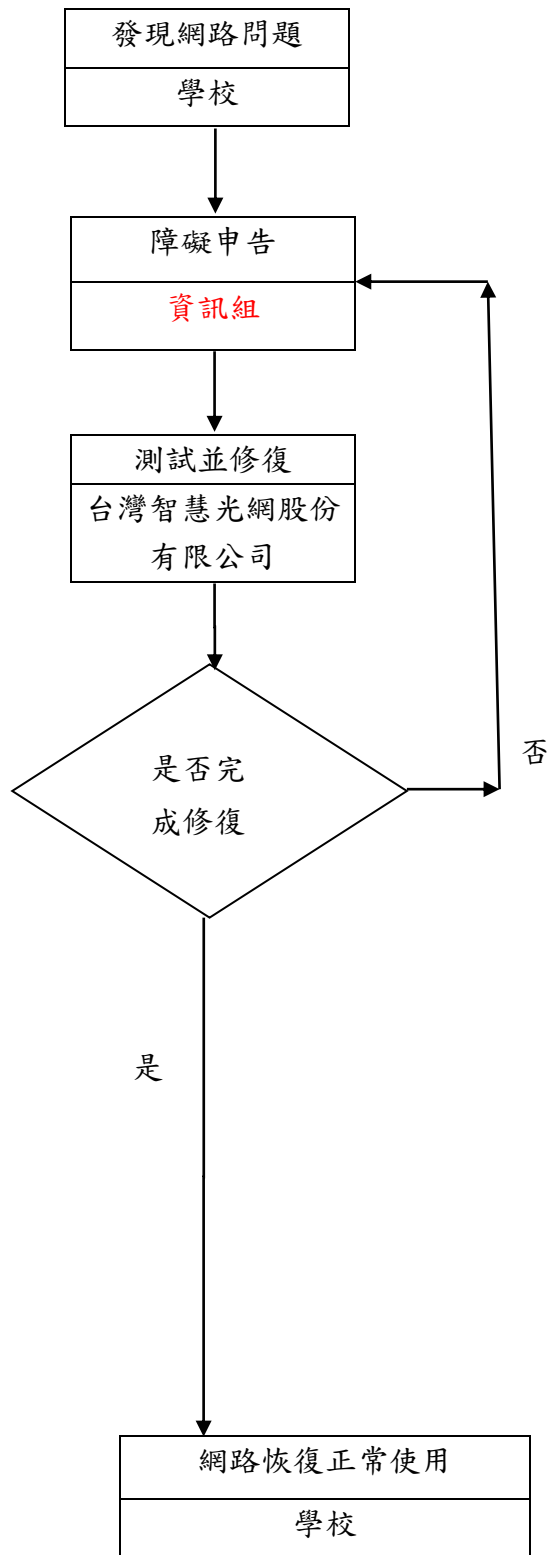 發現網路問題
學校
障礙申告
資訊組
測試並修復
台灣智慧光網股份
有限公司
是否完
成修復
否
是
網路恢復正常使用
學校